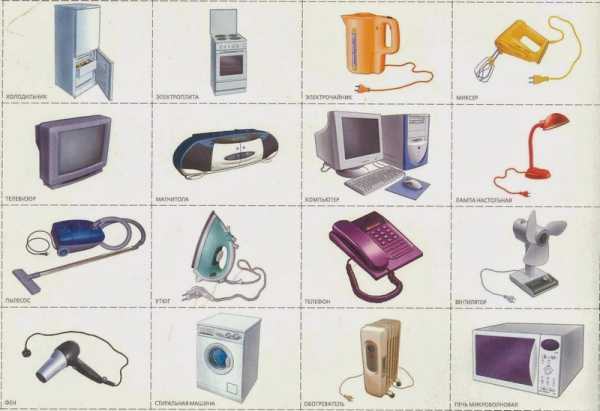 ХОЛОДИЛЬНИК
ЭЛЕКТРОПЛИТА
ЭЛЕКТРОЧАЙНИК
МИКСЕР
ТЕЛЕВИЗОР
МАГНИТОЛА
КОМПЬЮТЕР
ЛАМПА НАСТОЛЬНАЯ
ПЫЛЕСОС
УТЮГ
ТЕЛЕФОН
ВЕНТИЛЯТОР
ФЕН
СТИРАЛЬНАЯ МАШИНА
ОБОГРЕВАТЕЛЬ
ПЕЧЬ МИКРОВОЛНОВАЯ